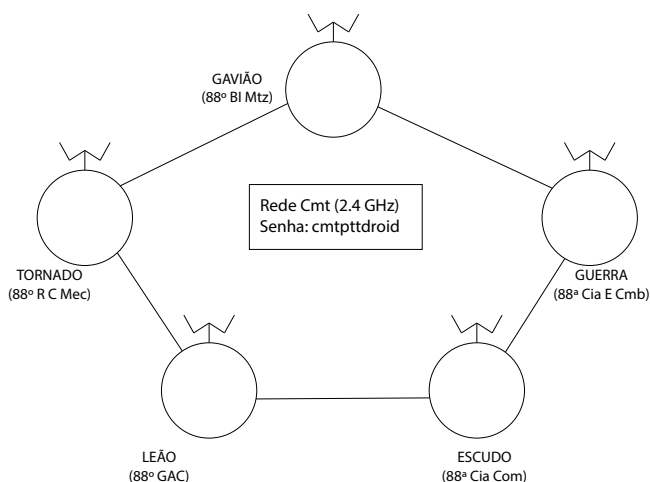 GAVIÃO
(88º BI Mtz)
Rede Cmt (2.4 GHz)
Senha: cmtpttdroid
TORNADO
(88º R C Mec)
GUERRA
(88ª Cia E Cmb)
LEÃO
(88º GAC)
ESCUDO
(88ª Cia Com)